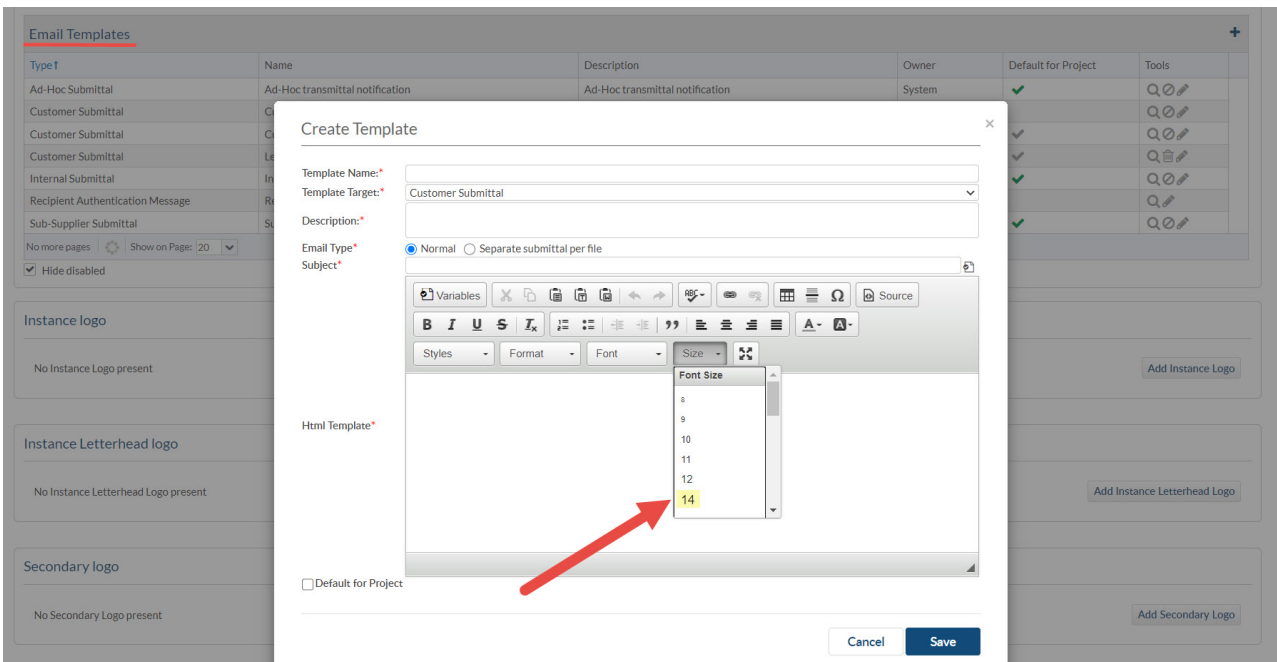 Email Templates
Type Name Description Owner Default for Project Tools
Ad-Hoc Submittal Ad-Hoc transmittal notification Ad-Hoc transmittal notification System
Customer Submittal
Customer Submittal
Customer Submittal
Internal Submittal
Recipient Authentication Message
Sub-Supplier Submittal
No more pages Show on Page: 20
Hide disabled
Create Template
Template Name:*
Template Target:* Customer Submittal
Description:*
Email Type* Normal Separate submittal per file
Subject*
Variables Source
B I U S Ix
Styles Format Font Size
Font Size
8
9
10
11
12
14
Html Template*
Default for Project
Cancel Save
Instance logo
No Instance Logo present Add Instance Logo
Instance Letterhead logo
No Instance Letterhead Logo present Add Instance Letterhead Logo
Secondary logo
No Secondary Logo present Add Secondary Logo